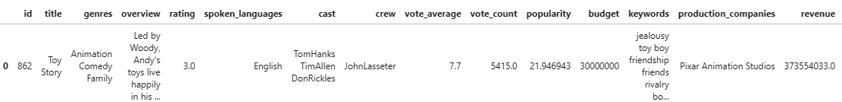 id title genres overview rating spoken_languages cast crew vote_average vote_count popularity budget keywords production_companies revenue
0 862 Toy Story Animation Comedy Family Led by Woody, Andy's toys live happily in his ... 3.0 English TomHanks TimAllen DonRickles JohnLasseter 7.7 5415.0 21.946943 30000000 jealousy toy boy friendship friends rivalry bo... Pixar Animation Studios 373554033.0